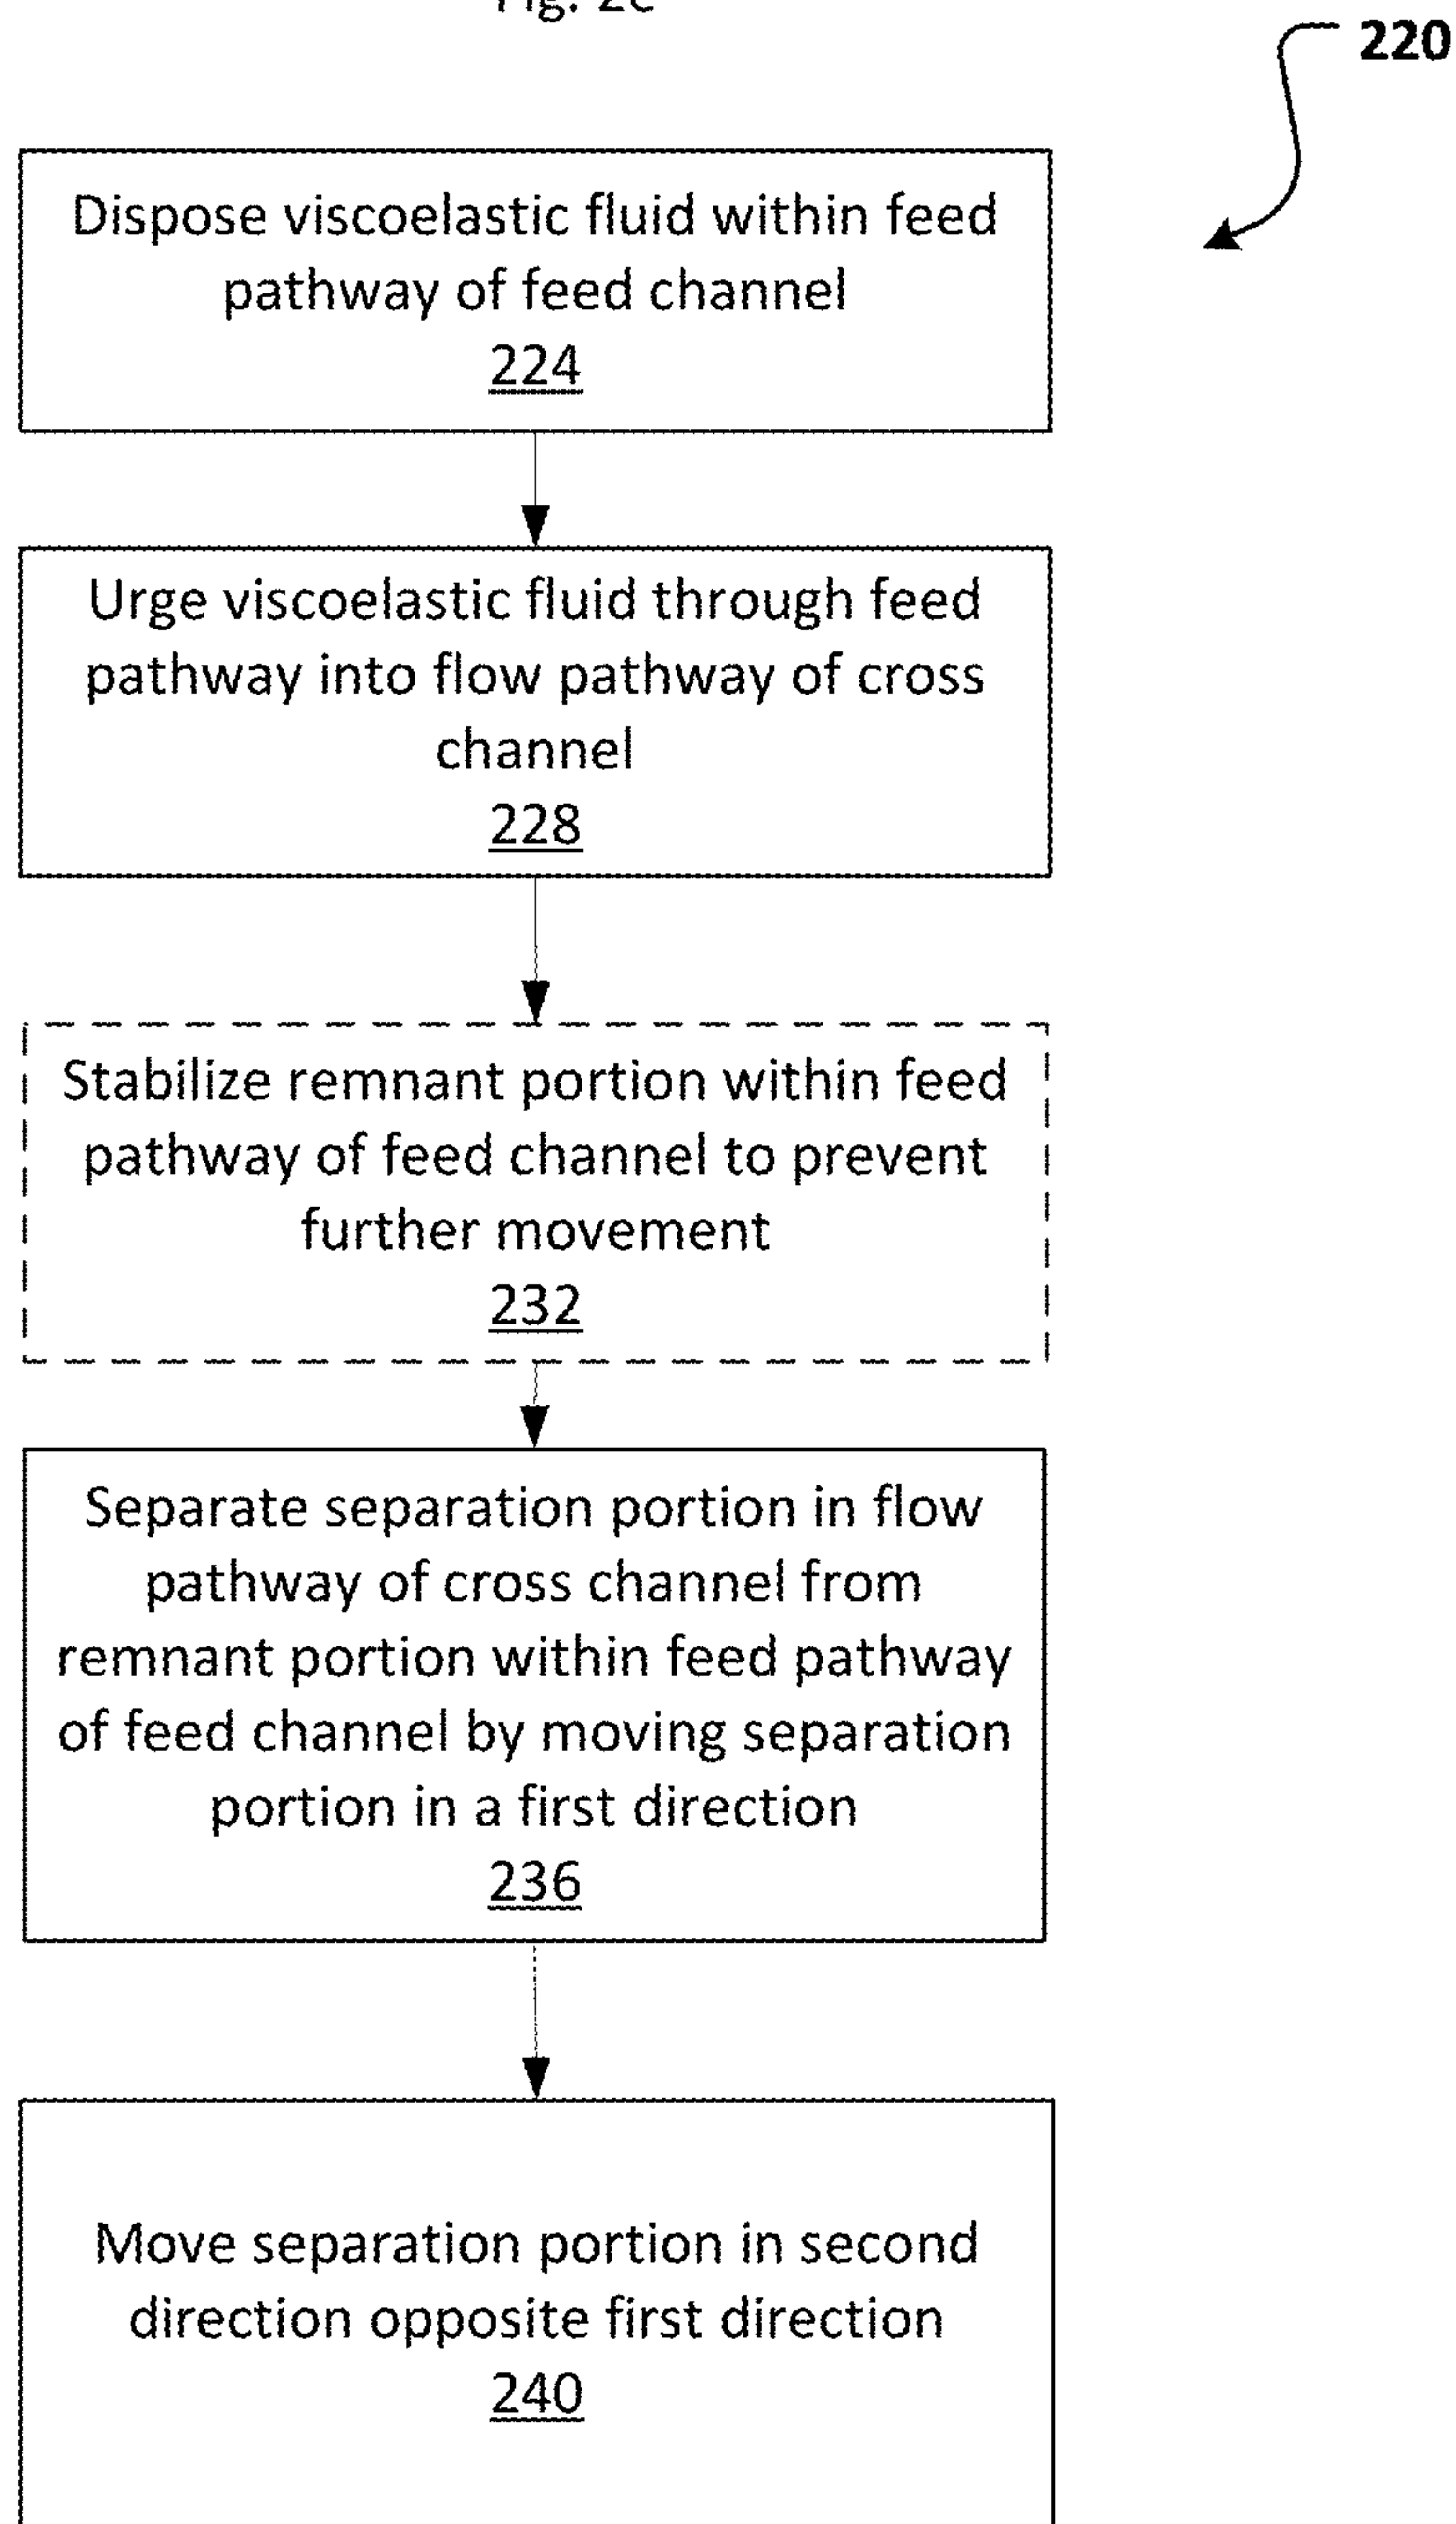 Fig. 2c
220
Dispose viscoelastic fluid within feed
pathway of feed channel
224
Urge viscoelastic fluid through feed
pathway into flow pathway of cross
channel
228
Stabilize remnant portion within feed
pathway of feed channel to prevent
further movement
232
Separate separation portion in flow
pathway of cross channel from
remnant portion within feed pathway
of feed channel by moving separation
portion in a first direction
236
Move separation portion in second
direction opposite first direction
240